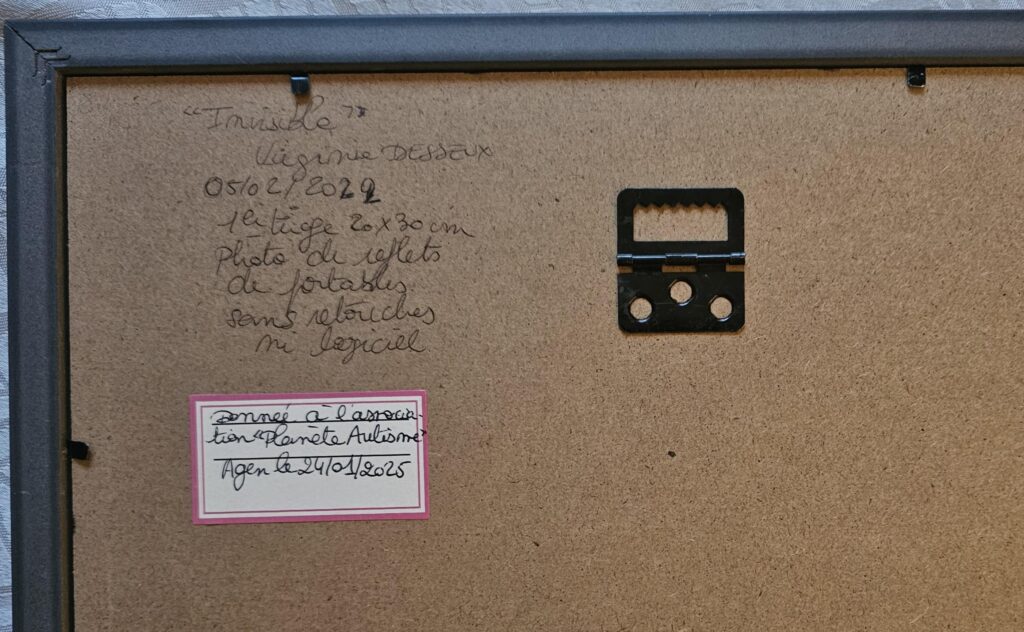 "Invisible"
Virginie DESSEUX
05/02/2022
1er tirage 20x30 cm
Photo de reflets
de portables
sans retouches
ni logiciel
Donnée à l'associa-
tion "Planète Autisme"
Agen le 24/01/2025